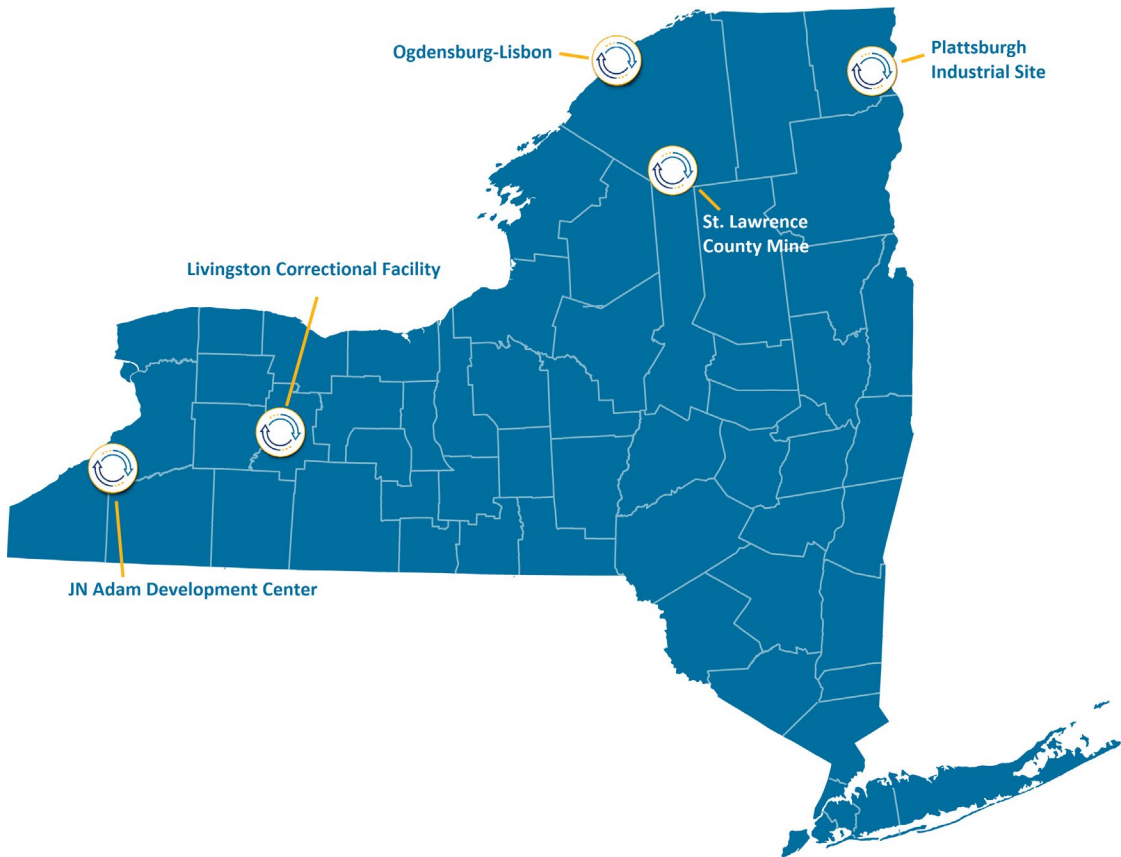 Ogdensburg-Lisbon
Plattsburgh
Industrial Site
St. Lawrence
County Mine
Livingston Correctional Facility
JN Adam Development Center